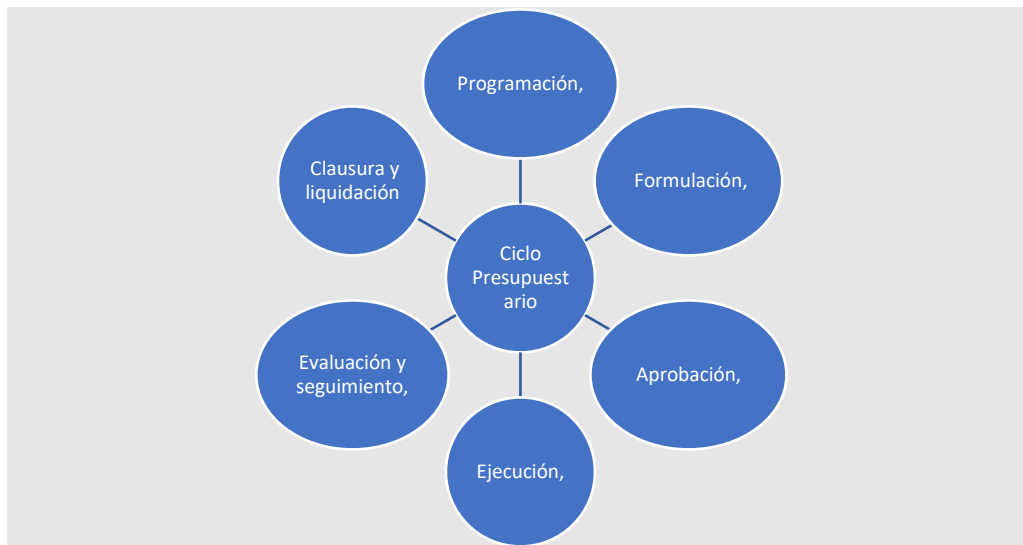 Programación,
Formulación,
Aprobación,
Ejecución,
Evaluación y
seguimiento,
Clausura y
liquidación
Ciclo
Presupuest
ario